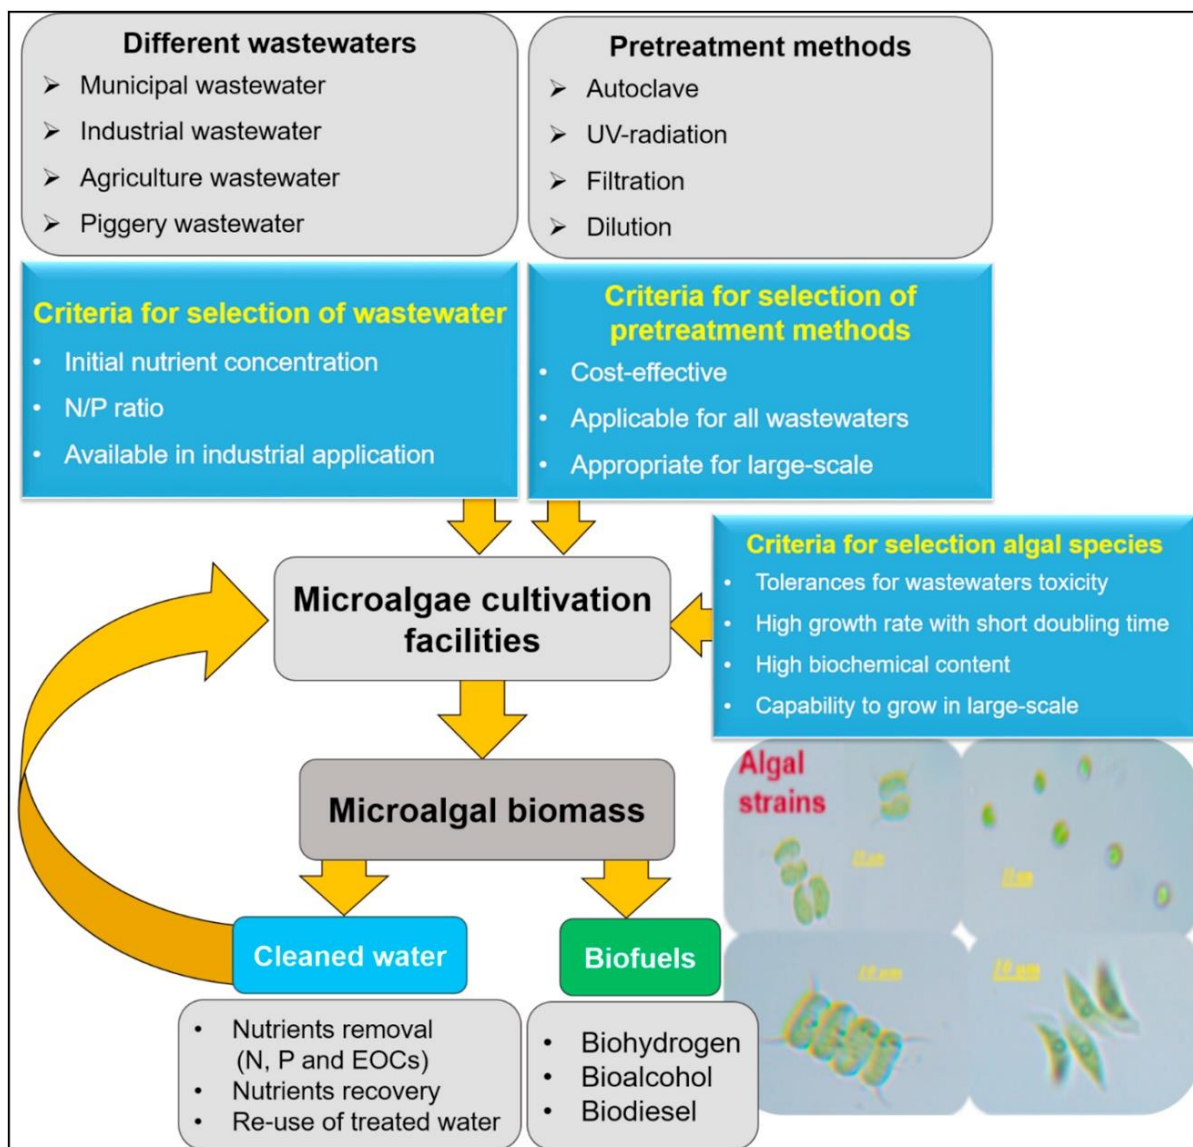 Different wastewaters
➢ Municipal wastewater
➢ Industrial wastewater
➢ Agriculture wastewater
➢ Piggery wastewater
Pretreatment methods
➢ Autoclave
➢ UV-radiation
➢ Filtration
➢ Dilution
Criteria for selection of wastewater
• Initial nutrient concentration
• N/P ratio
• Available in industrial application
Criteria for selection of
pretreatment methods
• Cost-effective
• Applicable for all wastewaters
• Appropriate for large-scale
Criteria for selection algal species
• Tolerances for wastewaters toxicity
• High growth rate with short doubling time
• High biochemical content
• Capability to grow in large-scale
Microalgae cultivation
facilities
Microalgal biomass
Algal
strains
Cleaned water
Biofuels
• Nutrients removal
(N, P and EOCs)
• Nutrients recovery
• Re-use of treated water
• Biohydrogen
• Bioalcohol
• Biodiesel